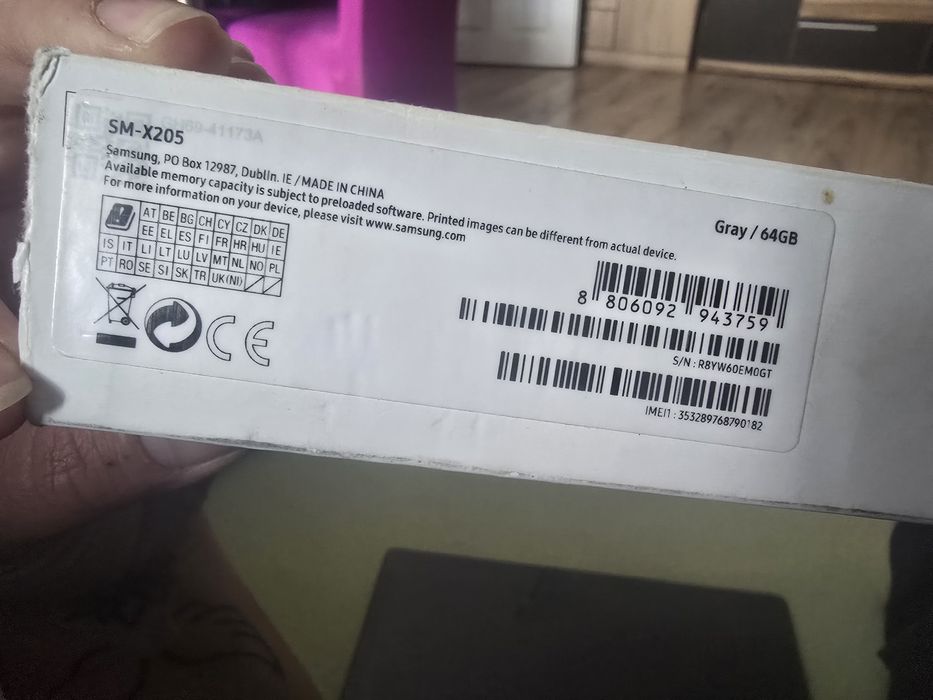 GH69-41173A
SM-X205
Samsung, PO Box 12987, Dublin. IE / MADE IN CHINA
Available memory capacity is subject to preloaded software. Printed images can be different from actual device.
For more information on your device, please visit www.samsung.com
Gray / 64GB
AT BE BG CH CY CZ DK DE
EE EL ES FI FR HR HU IE
IS IT LI LT LU LV MT NL NO PL
PT RO SE SI SK TR UK(NI)
CE
8 806092 943759
S/N : R8YW60EM0GT
IMEI1 : 353289768790182